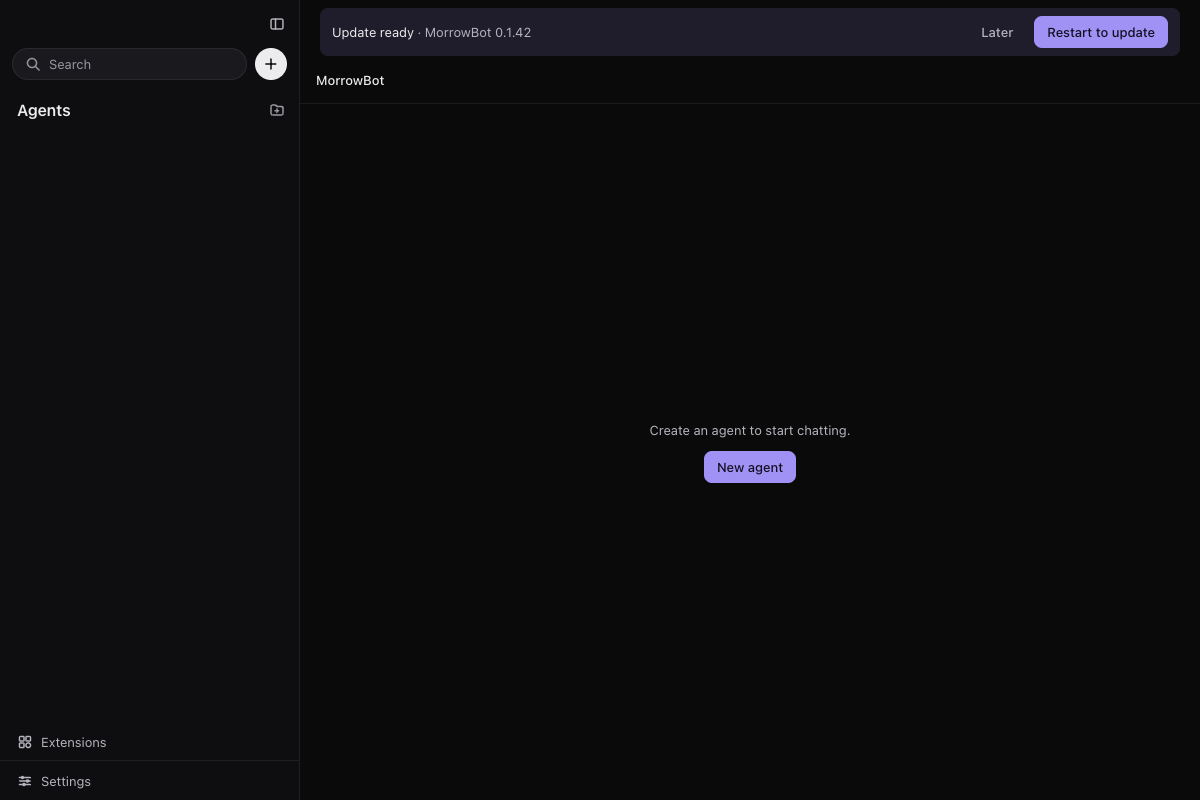 Search
Agents
Extensions
Settings
Update ready · MorrowBot 0.1.42
Later
Restart to update
MorrowBot
Create an agent to start chatting.
New agent